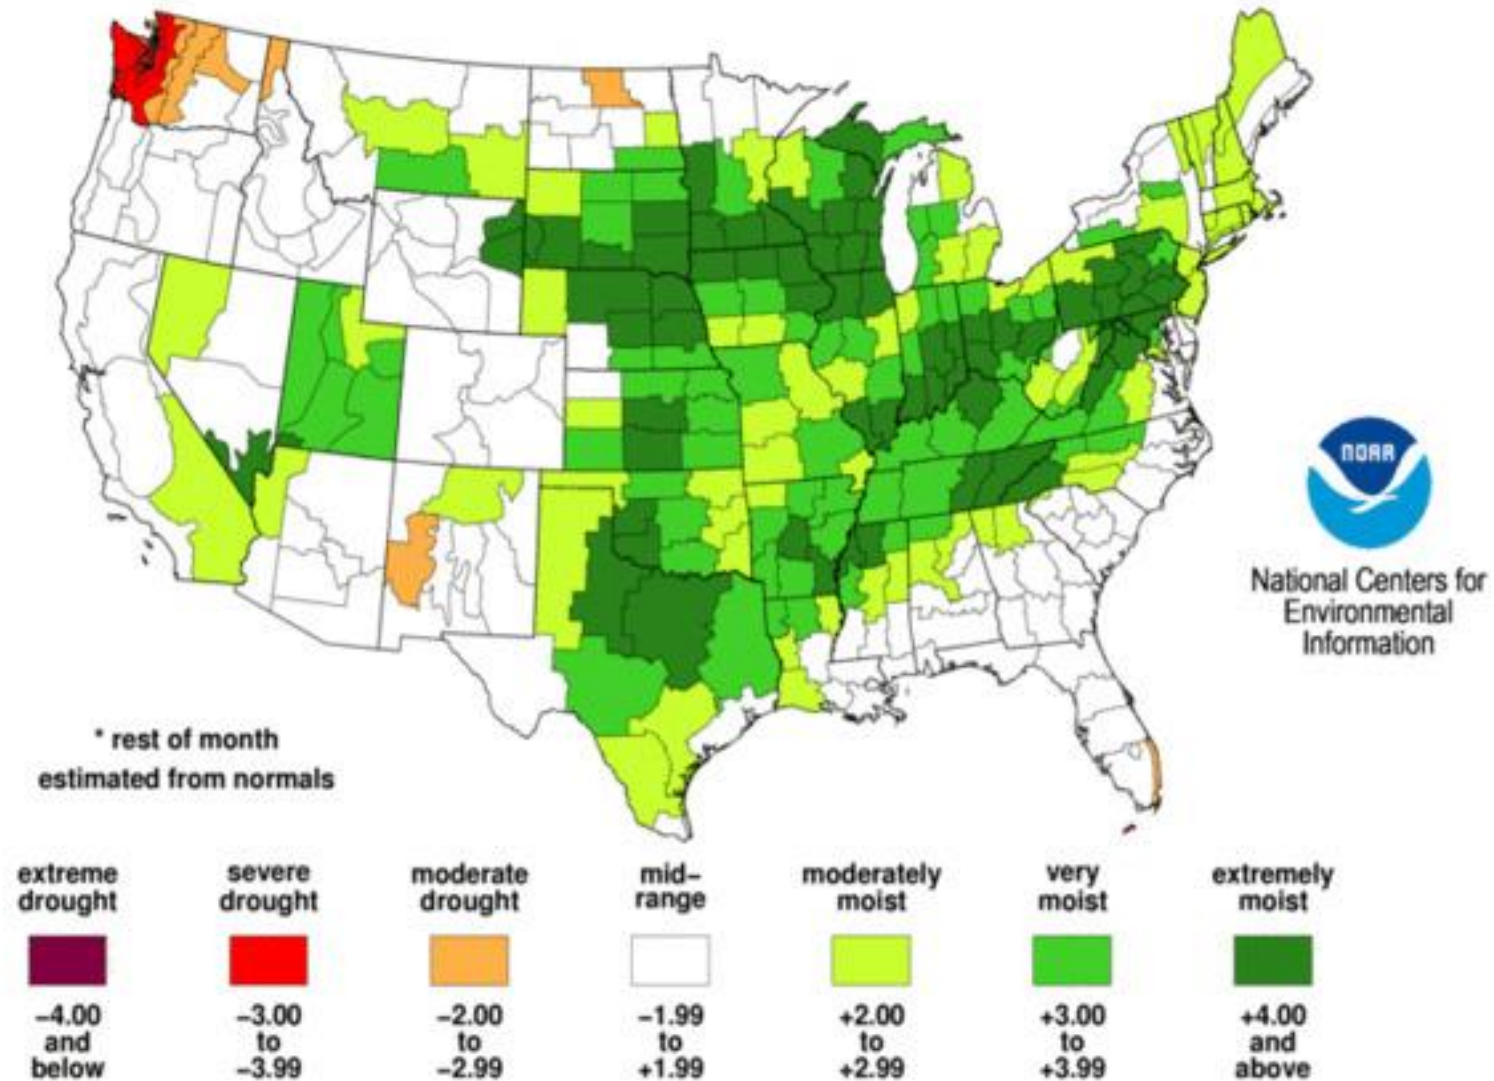 NOAA
National Centers for
Environmental
Information
* rest of month
estimated from normals
extreme
drought
severe
drought
moderate
drought
mid-
range
moderately
moist
very
moist
extremely
moist
-4.00
and
below
-3.00
to
-3.99
-2.00
to
-2.99
-1.99
to
+1.99
+2.00
to
+2.99
+3.00
to
+3.99
+4.00
and
above